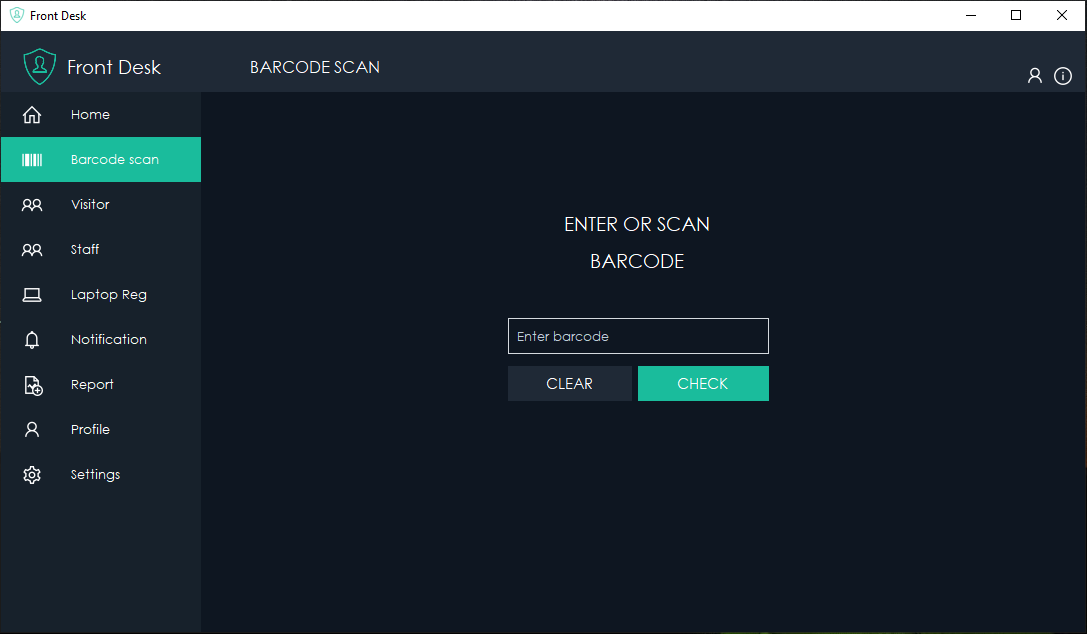 Front Desk
Front Desk
BARCODE SCAN
Home
Barcode scan
Visitor
Staff
Laptop Reg
Notification
Report
Profile
Settings
ENTER OR SCAN
BARCODE
Enter barcode
CLEAR
CHECK